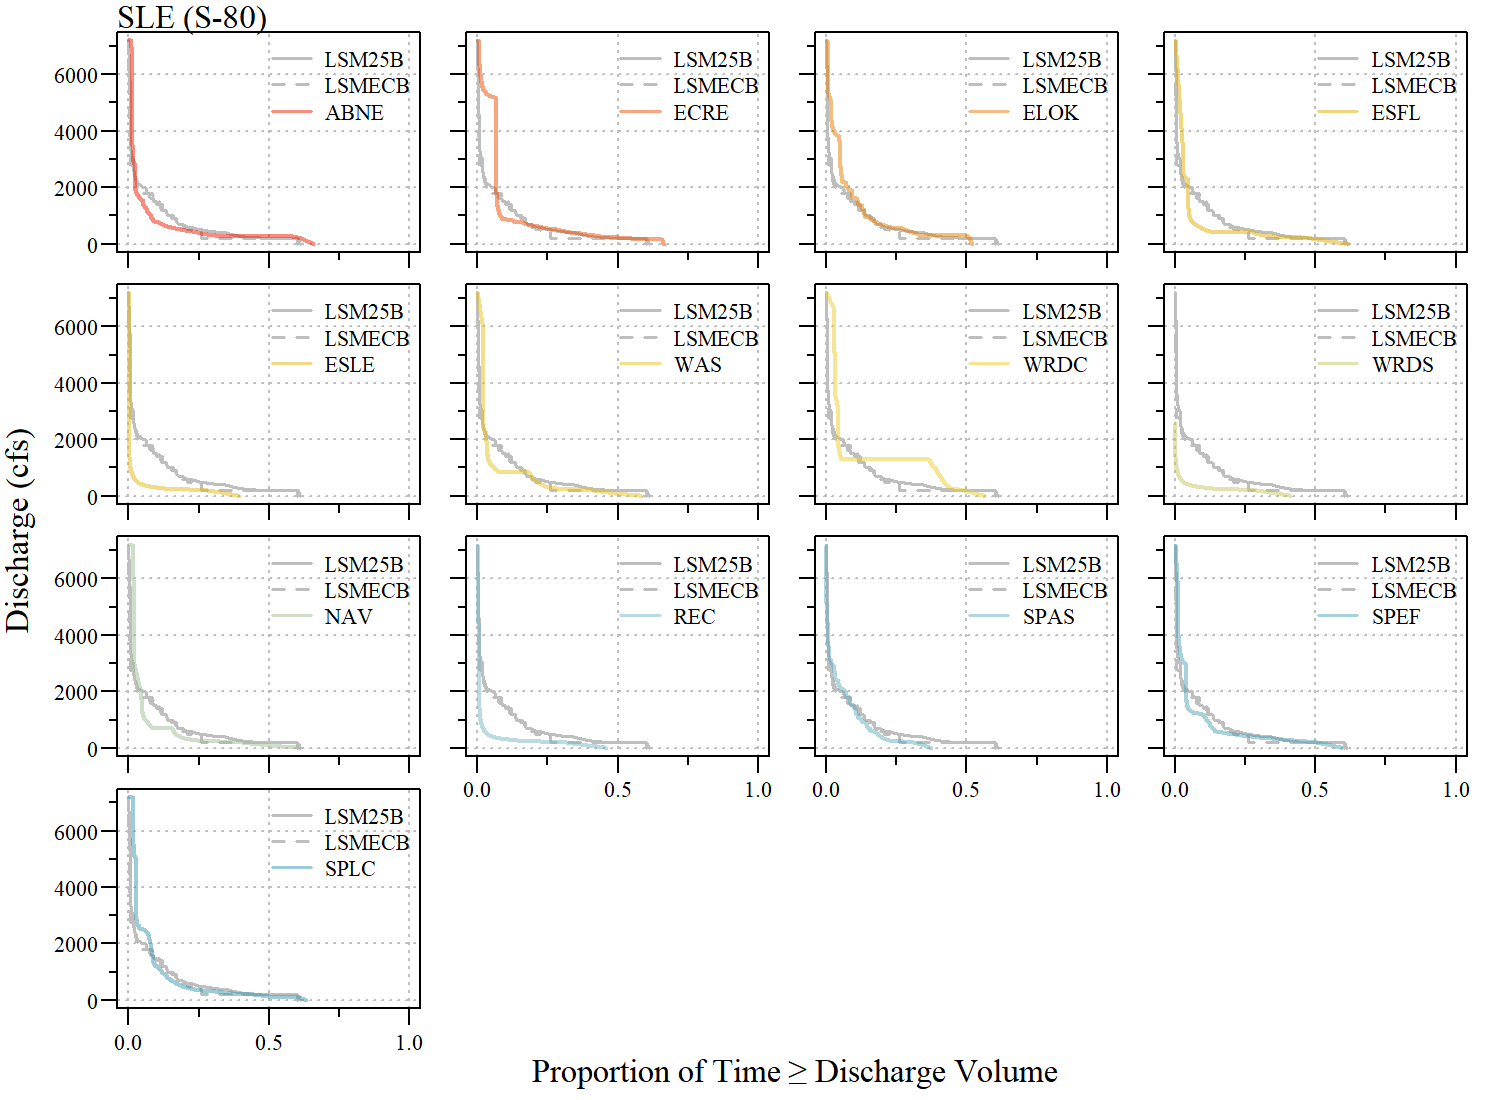 SLE (S-80)
LSM25B
LSMECB
ABNE
LSM25B
LSMECB
ECRE
LSM25B
LSMECB
ELOK
LSM25B
LSMECB
ESFL
6000
4000
2000
0
LSM25B
LSMECB
ESLE
LSM25B
LSMECB
WAS
LSM25B
LSMECB
WRDC
LSM25B
LSMECB
WRDS
6000
4000
2000
0
Discharge (cfs)
LSM25B
LSMECB
NAV
LSM25B
LSMECB
REC
LSM25B
LSMECB
SPAS
LSM25B
LSMECB
SPEF
6000
4000
2000
0
0.0 0.5 1.0
0.0 0.5 1.0
0.0 0.5 1.0
LSM25B
LSMECB
SPLC
6000
4000
2000
0
0.0 0.5 1.0
Proportion of Time ≥ Discharge Volume